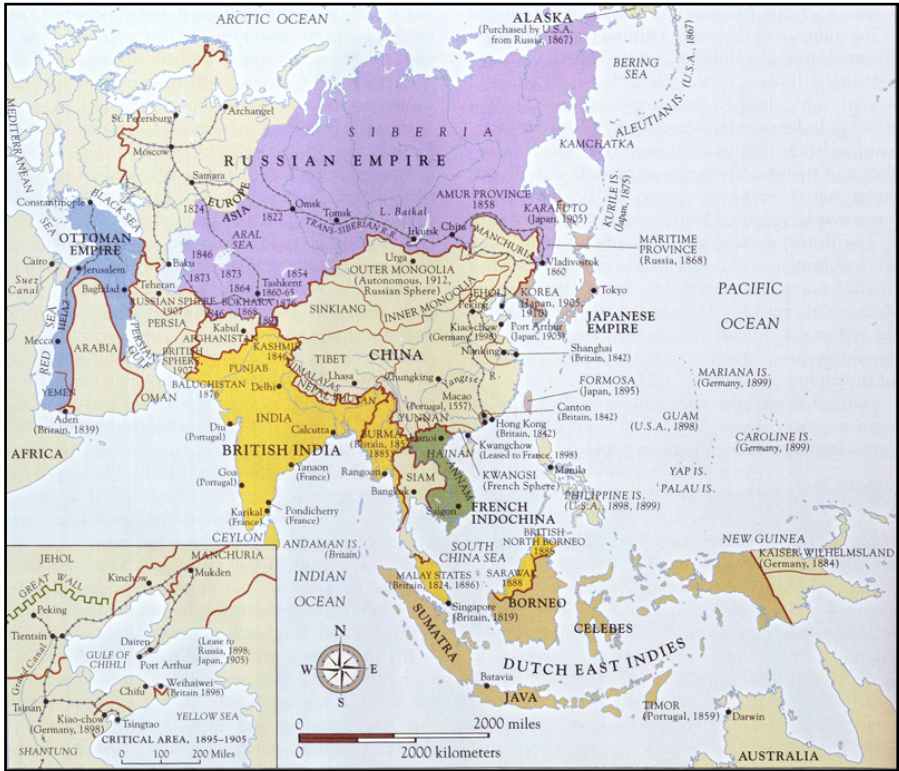 ARCTIC OCEAN
ALASKA
(Purchased by U.S.A.
from Russia, 1867)
BERING
SEA
ALEUTIAN IS. (U.S.A., 1867)
KAMCHATKA
MEDITERRANEAN
SEA
St. Petersburg
Archangel
Moscow
SIBERIA
RUSSIAN EMPIRE
Samara
EUROPE
ASIA
Omsk
Tomsk
L. Baikal
AMUR PROVINCE
1858
KARAFUTO
(Japan, 1905)
KURILE IS.
(Japan, 1875)
Constantinople
BLACK SEA
1824
1822
TRANS-SIBERIAN R.R.
Irkutsk
Chita
MANCHURIA
MARITIME
PROVINCE
(Russia, 1868)
OTTOMAN
EMPIRE
ARAL
SEA
1846
1873
1873
1864
1854
Urga
OUTER MONGOLIA
(Autonomous, 1912,
Russian Sphere)
Vladivostok
1860
Cairo
Suez
Canal
Jerusalem
Baku
Tashkent
1860-65
1876
Baghdad
Teheran
RUSSIAN SPHERE
1907
BOKHARA
1868
SINKIANG
INNER MONGOLIA
JEHOL
Peking
KOREA
(Japan, 1905,
1910)
Tokyo
PACIFIC
OCEAN
JAPANESE
EMPIRE
HEJAZ
RED SEA
Mecca
ARABIA
PERSIAN
GULF
PERSIA
Kabul
AFGHANISTAN
KASHMIR
1846
Kiao-chow
(Germany, 1898)
Port Arthur
(Japan, 1905)
BRITISH
SPHERE,
1907
PUNJAB
TIBET
CHINA
Nanking
Shanghai
(Britain, 1842)
YEMEN
OMAN
BALUCHISTAN
1876
Delhi
HIMALAYAS
NEPAL
BHUTAN
Lhasa
Chungking
Yangtse
R.
MARIANA IS.
(Germany, 1899)
Aden
(Britain, 1839)
Diu
(Portugal)
INDIA
Calcutta
YUNNAN
Macao
(Portugal, 1557)
FORMOSA
(Japan, 1895)
Canton
(Britain, 1842)
GUAM
(U.S.A., 1898)
AFRICA
BRITISH INDIA
BURMA
1885
Hanoi
HAINAN
Hong Kong
(Britain, 1842)
Kwangchow
(Leased to France, 1898)
CAROLINE IS.
(Germany, 1899)
Goa
(Portugal)
Yanaon
(France)
Rangoon
SIAM
ANNAM
KWANGSI
(French Sphere)
Manila
YAP IS.
PALAU IS.
Karikal
(France)
Pondicherry
(France)
Bangkok
Saigon
FRENCH
INDOCHINA
PHILIPPINE IS.
(U.S.A., 1898, 1899)
CEYLON
ANDAMAN IS.
(Britain)
SOUTH
CHINA SEA
BRITISH
NORTH BORNEO
1888
NEW GUINEA
KAISER-WILHELMSLAND
(Germany, 1884)
INDIAN
OCEAN
MALAY STATES
(Britain, 1824, 1886)
SARAWAK
1888
Singapore
(Britain, 1819)
BORNEO
SUMATRA
CELEBES
DUTCH EAST INDIES
Batavia
JAVA
TIMOR
(Portugal, 1859)
Darwin
AUSTRALIA
N
W
E
S
0
2000 miles
0
2000 kilometers
JEHOL
MANCHURIA
GREAT WALL
Kinchow
Mukden
Peking
Tientsin
Dairen
(Lease to
Russia, 1898;
Japan, 1905)
GULF OF
CHIHLI
Port Arthur
Grand Canal
Chifu
Weihaiwei
(Britain 1898)
Tsinan
Kiao-chow
(Germany, 1898)
Tsingtao
YELLOW SEA
SHANTUNG
CRITICAL AREA, 1895-1905
0
100
200 Miles